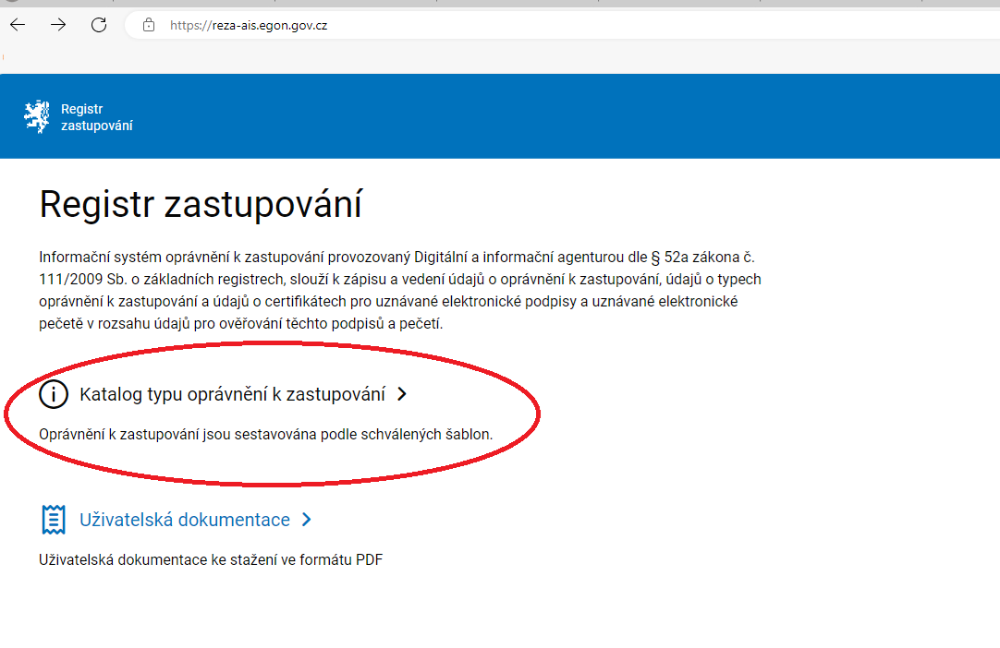 https://reza-ais.egon.gov.cz
Registr
zastupování
Registr zastupování
Informační systém oprávnění k zastupování provozovaný Digitální a informační agenturou dle § 52a zákona č.
111/2009 Sb. o základních registrech, slouží k zápisu a vedení údajů o oprávnění k zastupování, údajů o typech
oprávnění k zastupování a údajů o certifikátech pro uznávané elektronické podpisy a uznávané elektronické
pečetě v rozsahu údajů pro ověřování těchto podpisů a pečetí.
Katalog typu oprávnění k zastupování
Oprávnění k zastupování jsou sestavována podle schválených šablon.
Uživatelská dokumentace
Uživatelská dokumentace ke stažení ve formátu PDF